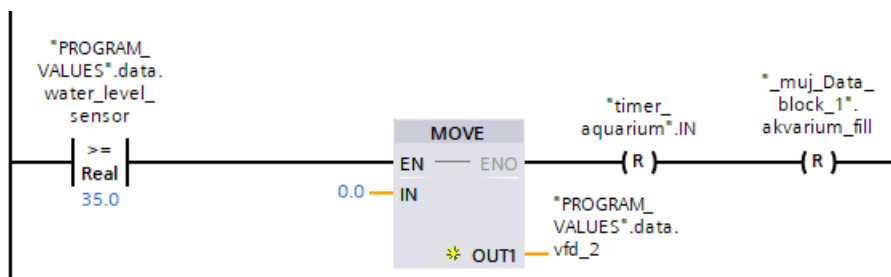 "PROGRAM_
VALUES".data.
water_level_
sensor
>=
Real
35.0
MOVE
EN
ENO
0.0
IN
OUT1
"PROGRAM_
VALUES".data.
vfd_2
"timer_
aquarium".IN
R
"_muj_Data_
block_1".
akvarium_fill
R